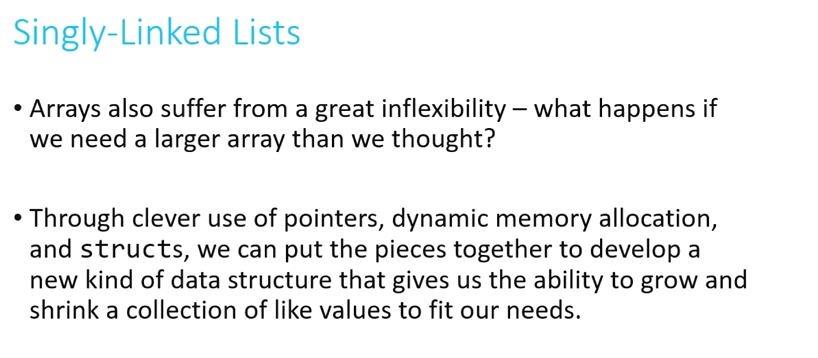 Singly-Linked Lists
• Arrays also suffer from a great inflexibility – what happens if
we need a larger array than we thought?
• Through clever use of pointers, dynamic memory allocation,
and structs, we can put the pieces together to develop a
new kind of data structure that gives us the ability to grow and
shrink a collection of like values to fit our needs.